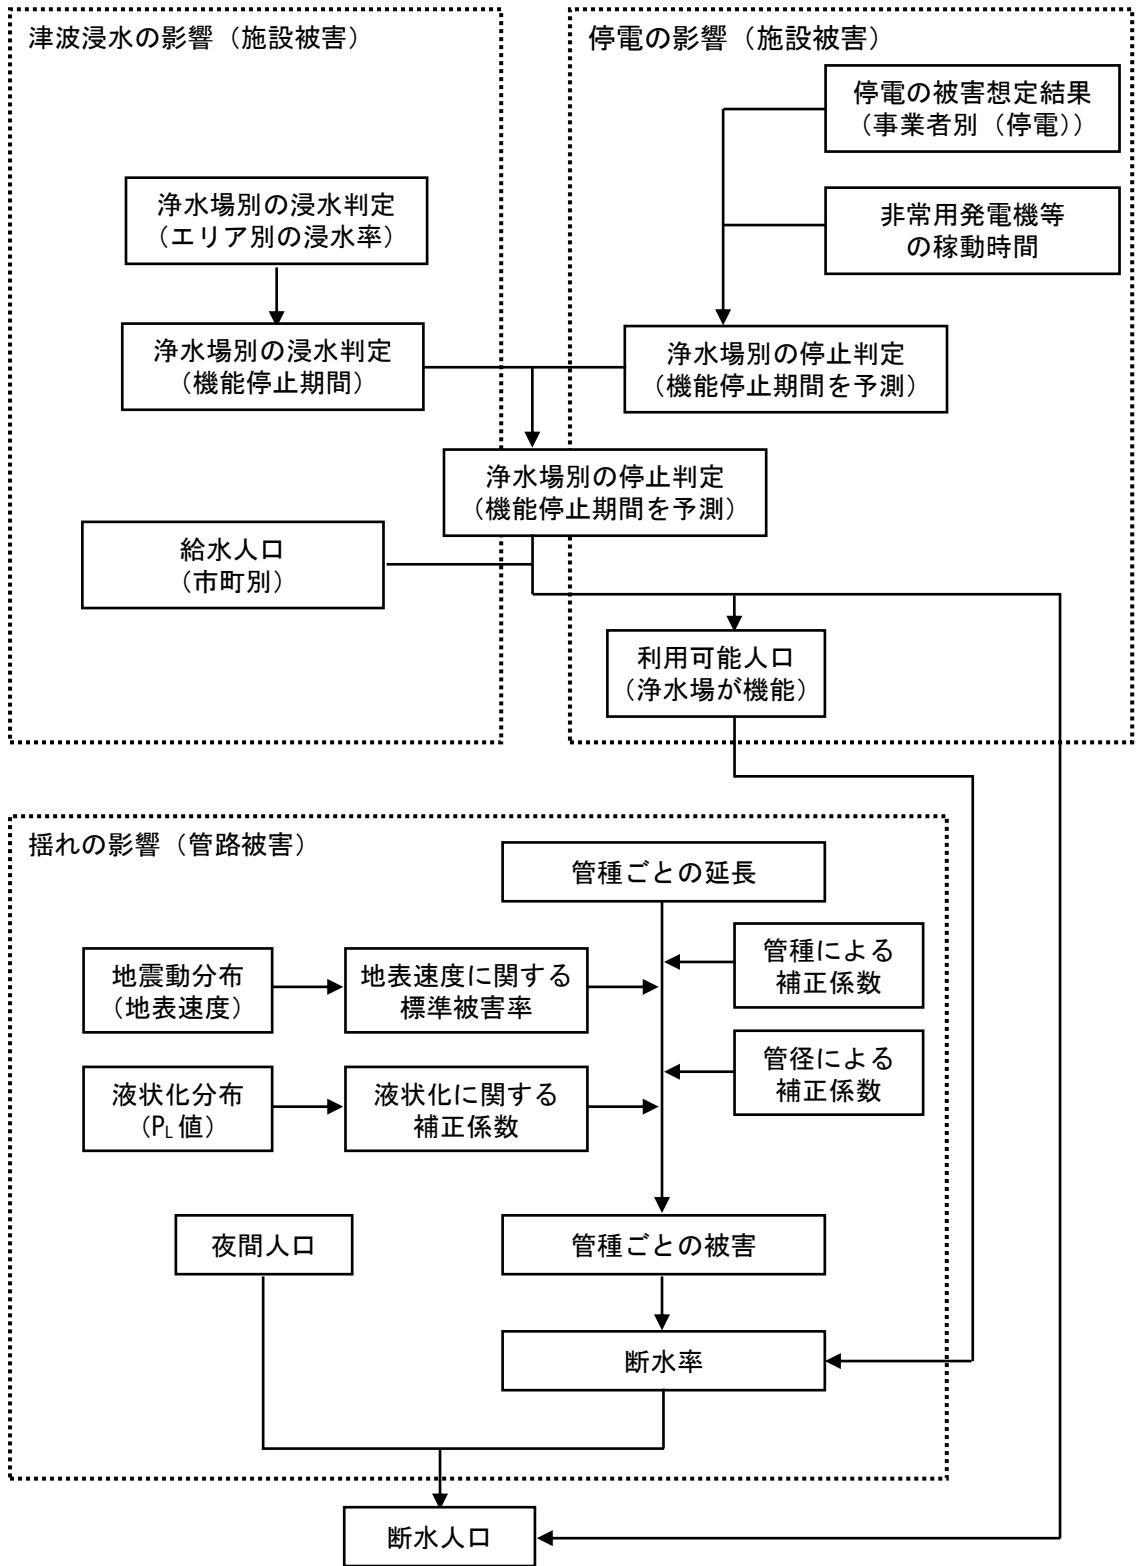 津波浸水の影響（施設被害）
停電の影響（施設被害）
停電の被害想定結果
（事業者別（停電））
浄水場別の浸水判定
（エリア別の浸水率）
非常用発電機等
の稼動時間
浄水場別の浸水判定
（機能停止期間）
浄水場別の停止判定
（機能停止期間を予測）
浄水場別の停止判定
（機能停止期間を予測）
給水人口
（市町別）
利用可能人口
（浄水場が機能）
揺れの影響（管路被害）
管種ごとの延長
地震動分布
（地表速度）
地表速度に関する
標準被害率
管種による
補正係数
液状化分布
（PL値）
液状化に関する
補正係数
管径による
補正係数
夜間人口
管種ごとの被害
断水率
断水人口